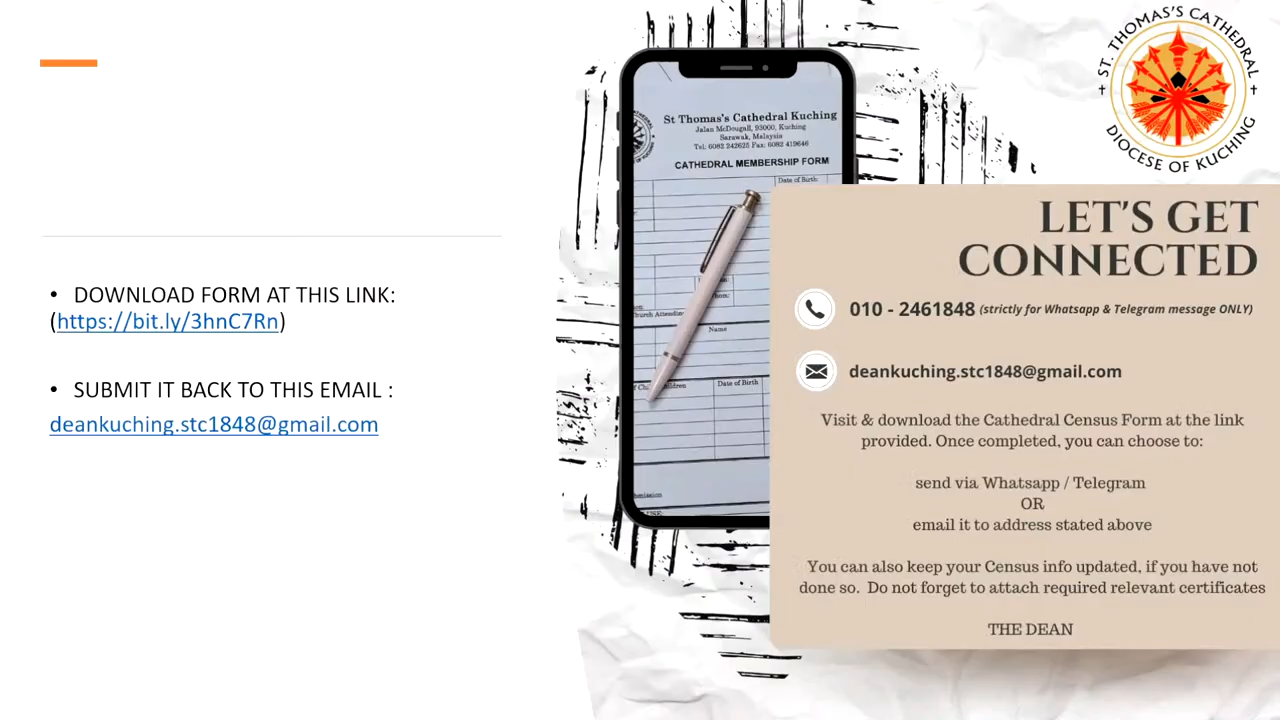 • DOWNLOAD FORM AT THIS LINK:
(https://bit.ly/3hnC7Rn)
• SUBMIT IT BACK TO THIS EMAIL :
deankuching.stc1848@gmail.com
St Thomas's Cathedral Kuching
Jalan McDougall, 93000, Kuching
Sarawak, Malaysia
Tel: 6082 242625 Fax: 6082 419646
CATHEDRAL MEMBERSHIP FORM
Date of Birth:
Church Attending
Name
Children
Date of Birth
USE:
ST. THOMAS'S CATHEDRAL
DIOCESE OF KUCHING
LET'S GET
CONNECTED
010 - 2461848 (strictly for Whatsapp & Telegram message ONLY)
deankuching.stc1848@gmail.com
Visit & download the Cathedral Census Form at the link
provided. Once completed, you can choose to:
send via Whatsapp / Telegram
OR
email it to address stated above
You can also keep your Census info updated, if you have not
done so. Do not forget to attach required relevant certificates
THE DEAN